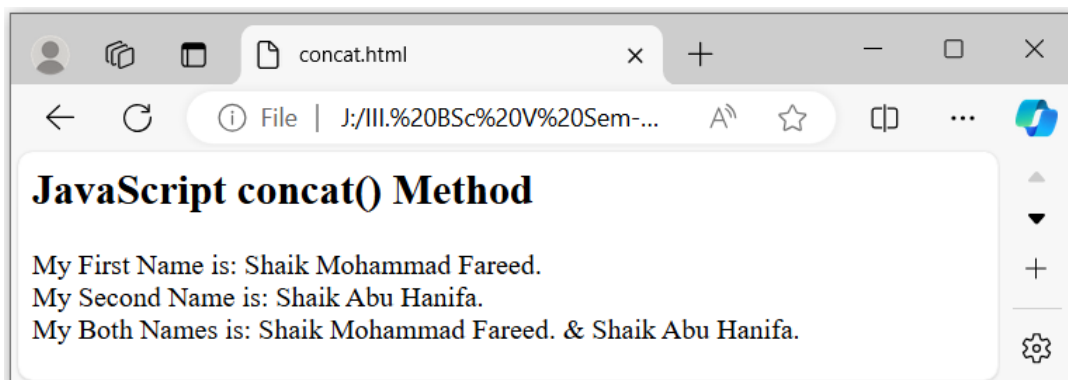 concat.html
File | J:/III.%20BSc%20V%20Sem-...
JavaScript concat() Method
My First Name is: Shaik Mohammad Fareed.
My Second Name is: Shaik Abu Hanifa.
My Both Names is: Shaik Mohammad Fareed. & Shaik Abu Hanifa.